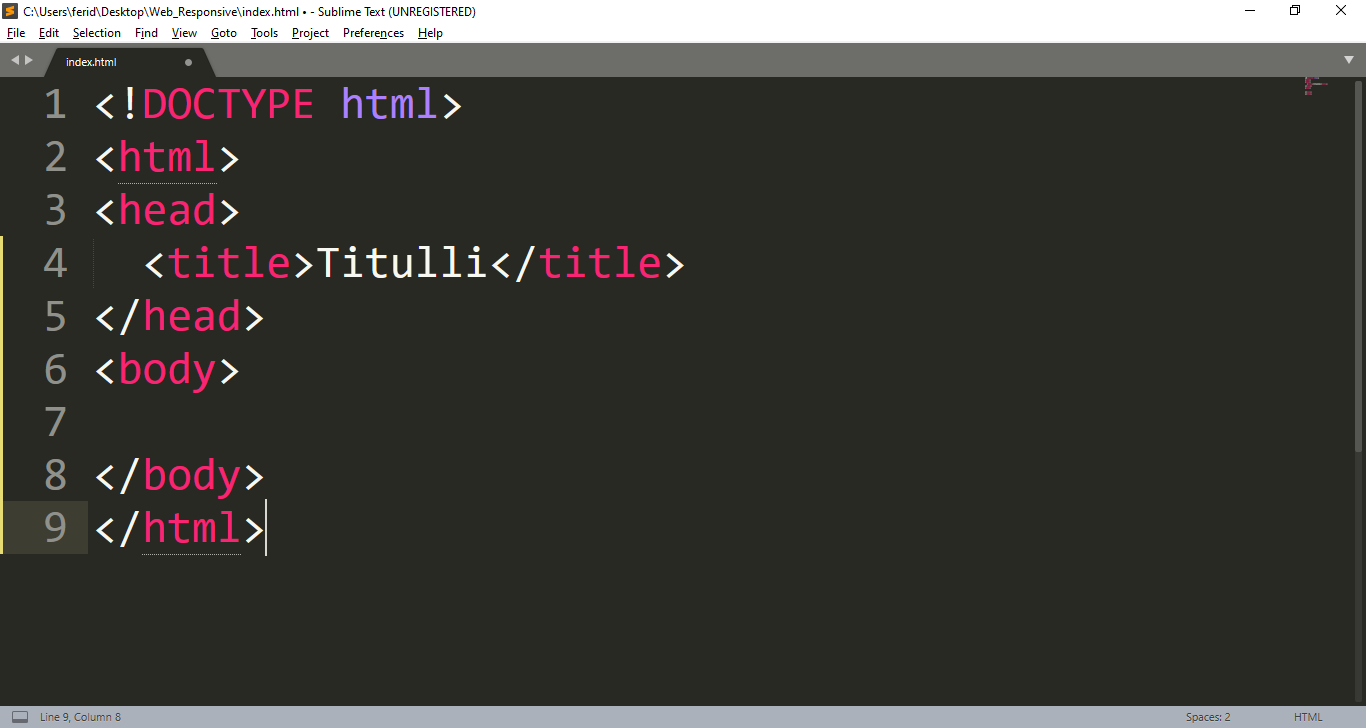 C:\Users\ferid\Desktop\Web_Responsive\index.html • - Sublime Text (UNREGISTERED)
File Edit Selection Find View Goto Tools Project Preferences Help
index.html
1 <!DOCTYPE html>
2 <html>
3 <head>
4   <title>Titulli</title>
5 </head>
6 <body>
7
8 </body>
9 </html>
Line 9, Column 8 Spaces: 2 HTML